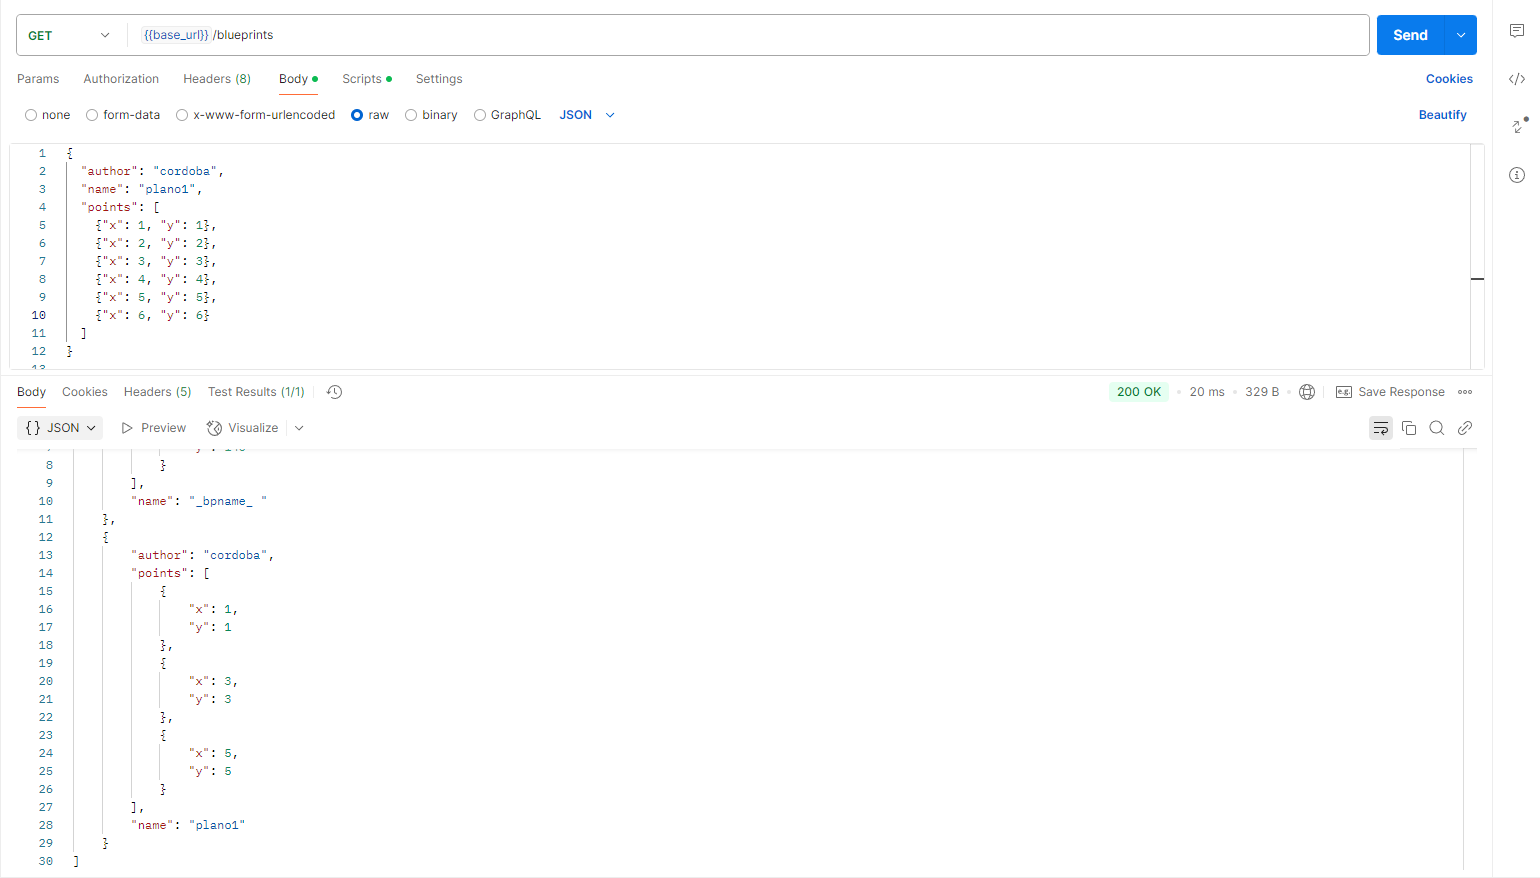 GET {{base_url}} /blueprints Send
Params Authorization Headers (8) Body Scripts Settings Cookies
none form-data x-www-form-urlencoded raw binary GraphQL JSON Beautify
1 {
2 "author": "cordoba",
3 "name": "plano1",
4 "points": [
5 {"x": 1, "y": 1},
6 {"x": 2, "y": 2},
7 {"x": 3, "y": 3},
8 {"x": 4, "y": 4},
9 {"x": 5, "y": 5},
10 {"x": 6, "y": 6}
11 ]
12 }
13
Body Cookies Headers (5) Test Results (1/1) 200 OK • 20 ms • 329 B • e.g. Save Response
{} JSON Preview Visualize
8 }
9 ],
10 "name": "_bpname_ "
11 },
12 {
13 "author": "cordoba",
14 "points": [
15 {
16 "x": 1,
17 "y": 1
18 },
19 {
20 "x": 3,
21 "y": 3
22 },
23 {
24 "x": 5,
25 "y": 5
26 }
27 ],
28 "name": "plano1"
29 }
30 ]